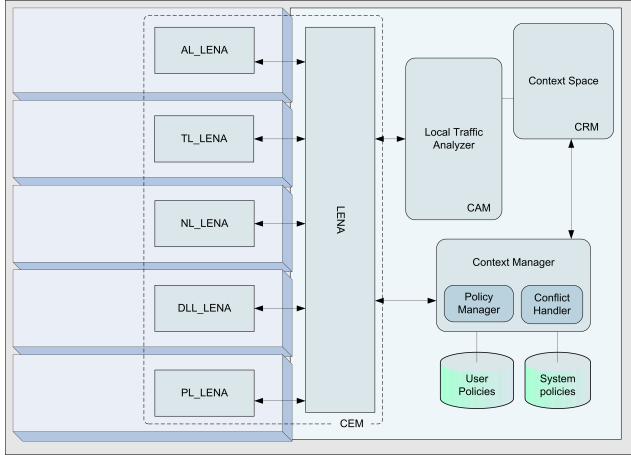 AL_LENA
TL_LENA
NL_LENA
DLL_LENA
PL_LENA
LENA
CEM
Local Traffic
Analyzer
CAM
Context Space
CRM
Context Manager
Policy
Manager
Conflict
Handler
User
Policies
System
policies